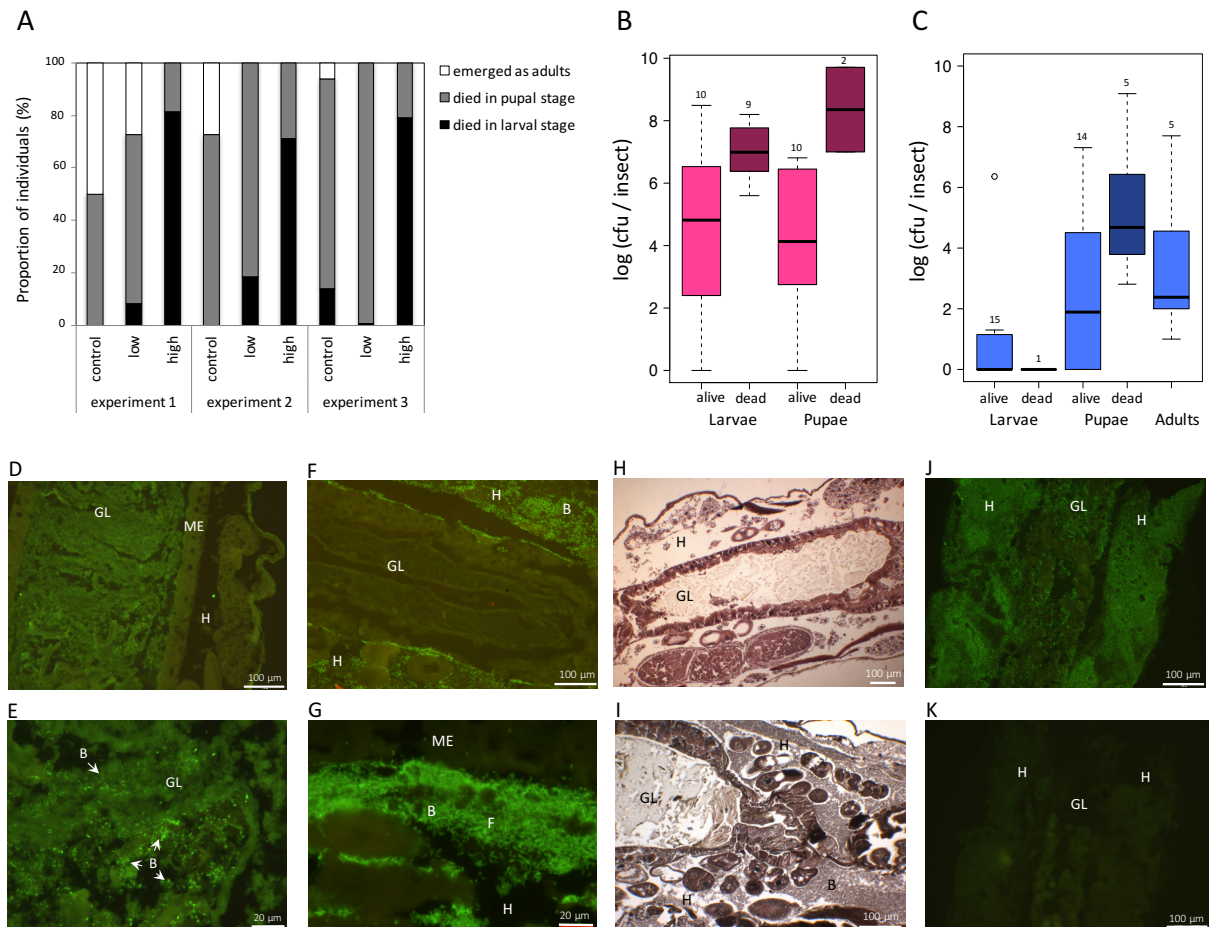 A
B
C
Proportion of individuals (%)
100
80
60
40
20
0
control
low
high
control
low
high
control
low
high
experiment 1
experiment 2
experiment 3
emerged as adults
died in pupal stage
died in larval stage
log (cfu / insect)
10
8
6
4
2
0
10
9
10
2
alive
dead
alive
dead
Larvae
Pupae
log (cfu / insect)
10
8
6
4
2
0
15
1
14
5
5
alive
dead
alive
dead
Larvae
Pupae
Adults
D
GL
ME
H
100 µm
F
H
B
GL
H
100 µm
H
H
GL
100 µm
J
H
GL
H
100 µm
E
B
GL
B
20 µm
G
ME
B
F
H
20 µm
I
H
GL
B
H
100 µm
K
H
H
GL
100 µm